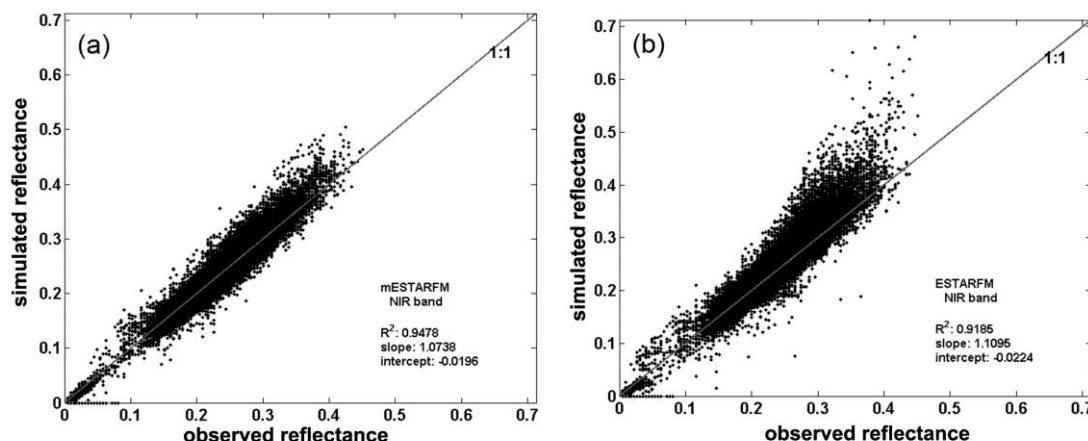 (a)
1:1
0.7
0.6
0.5
0.4
0.3
0.2
0.1
0
simulated reflectance
mESTARFM
NIR band
R²: 0.9478
slope: 1.0738
intercept: -0.0196
0 0.1 0.2 0.3 0.4 0.5 0.6 0.7
observed reflectance
(b)
1:1
0.7
0.6
0.5
0.4
0.3
0.2
0.1
0
simulated reflectance
ESTARFM
NIR band
R²: 0.9185
slope: 1.1095
intercept: -0.0224
0 0.1 0.2 0.3 0.4 0.5 0.6 0.7
observed reflectance